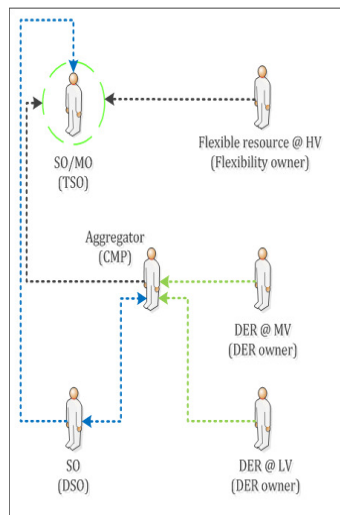 SO/MO
(TSO)
Flexible resource @ HV
(Flexibility owner)
Aggregator
(CMP)
DER @ MV
(DER owner)
SO
(DSO)
DER @ LV
(DER owner)